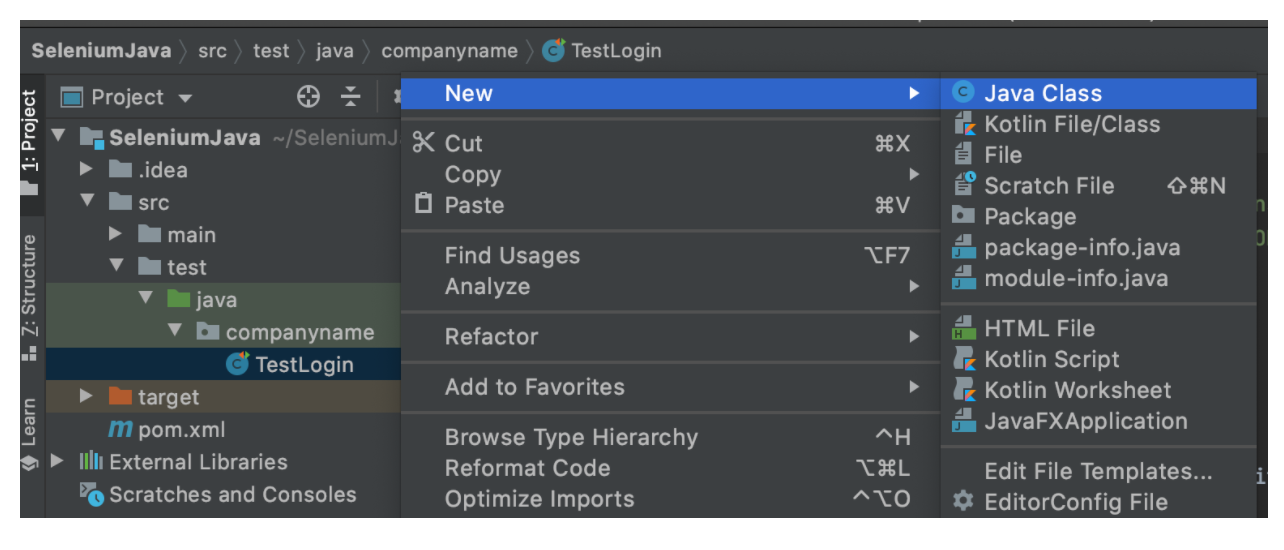 SeleniumJava 〉 src 〉 test 〉 java 〉 companyname 〉 TestLogin
1: Project
Z: Structure
Learn
Project
SeleniumJava ~/SeleniumJ
.idea
src
main
test
java
companyname
TestLogin
target
pom.xml
External Libraries
Scratches and Consoles
New
Cut ⌘X
Copy
Paste ⌘V
Find Usages ⌥F7
Analyze
Refactor
Add to Favorites
Browse Type Hierarchy ^H
Reformat Code ⌥⌘L
Optimize Imports ^⌥O
Java Class
Kotlin File/Class
File
Scratch File ⇧⌘N
Package
package-info.java
module-info.java
HTML File
Kotlin Script
Kotlin Worksheet
JavaFXApplication
Edit File Templates...
EditorConfig File